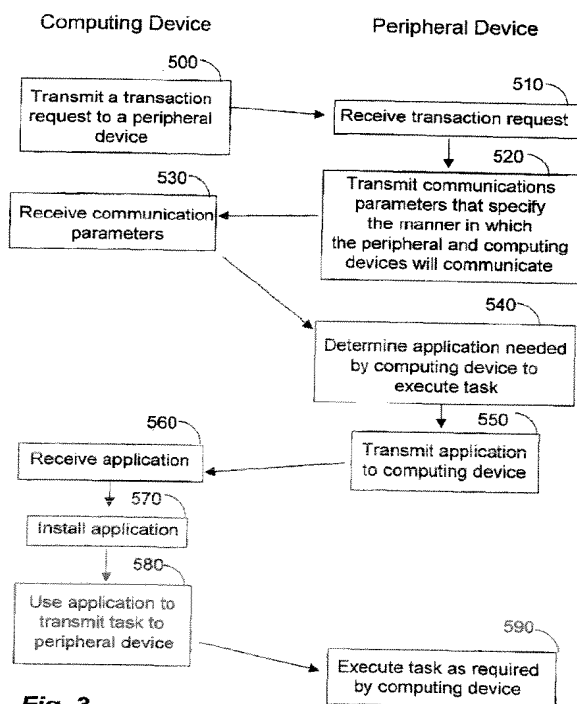 Computing Device
Peripheral Device
500
Transmit a transaction
request to a peripheral
device
510
Receive transaction request
520
Transmit communications
parameters that specify
the manner in which
the peripheral and computing
devices will communicate
530
Receive communication
parameters
540
Determine application needed
by computing device to
execute task
550
Transmit application
to computing device
560
Receive application
570
Install application
580
Use application to
transmit task to
peripheral device
590
Execute task as required
by computing device
Fig. 3